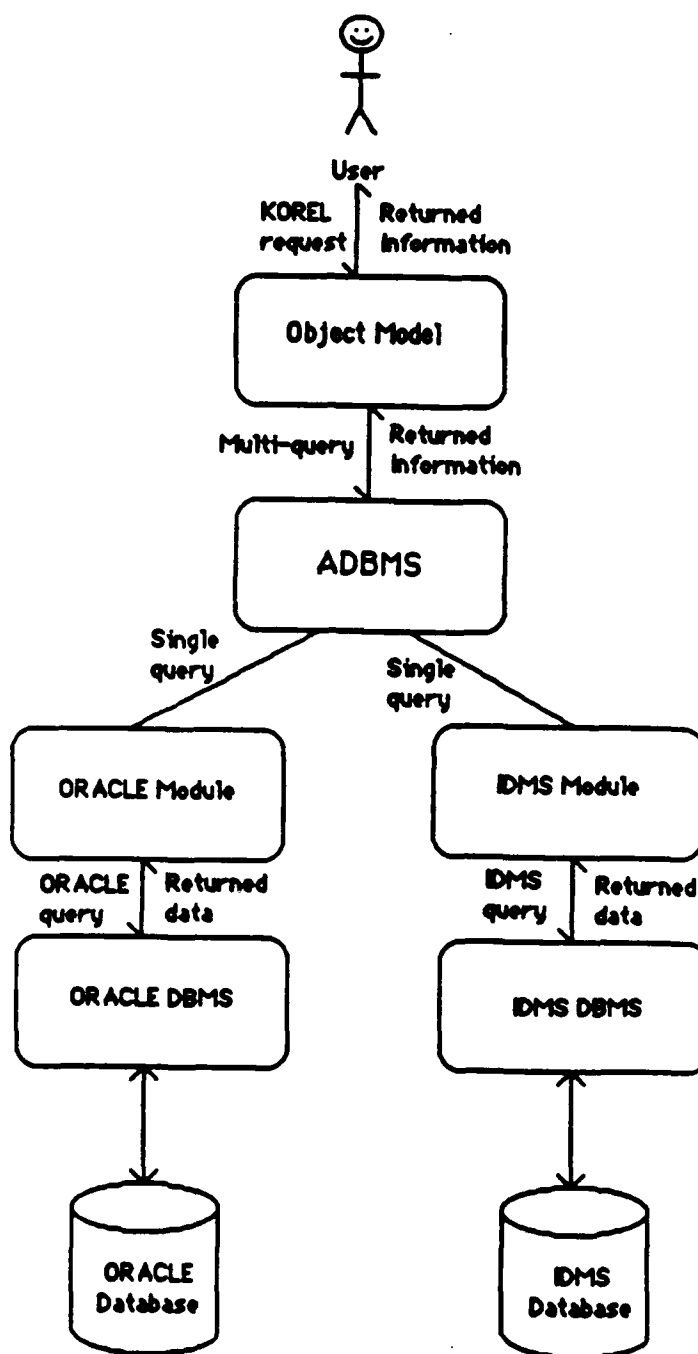 User
KOREL
request
Returned
Information
Object Model
Multi-query
Returned
Information
ADBMS
Single
query
Single
query
ORACLE Module
IDMS Module
ORACLE
query
Returned
data
IDMS
query
Returned
data
ORACLE DBMS
IDMS DBMS
ORACLE
Database
IDMS
Database